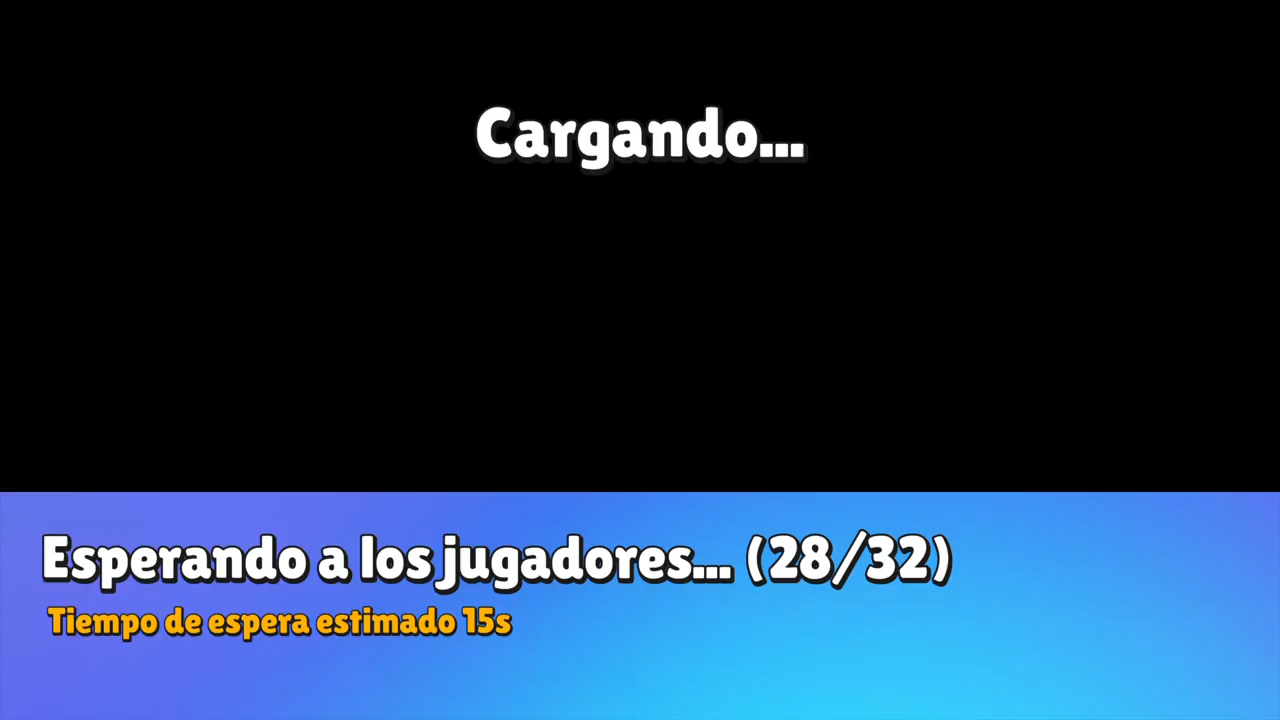 Cargando...
Esperando a los jugadores... (28/32)
Tiempo de espera estimado 15s